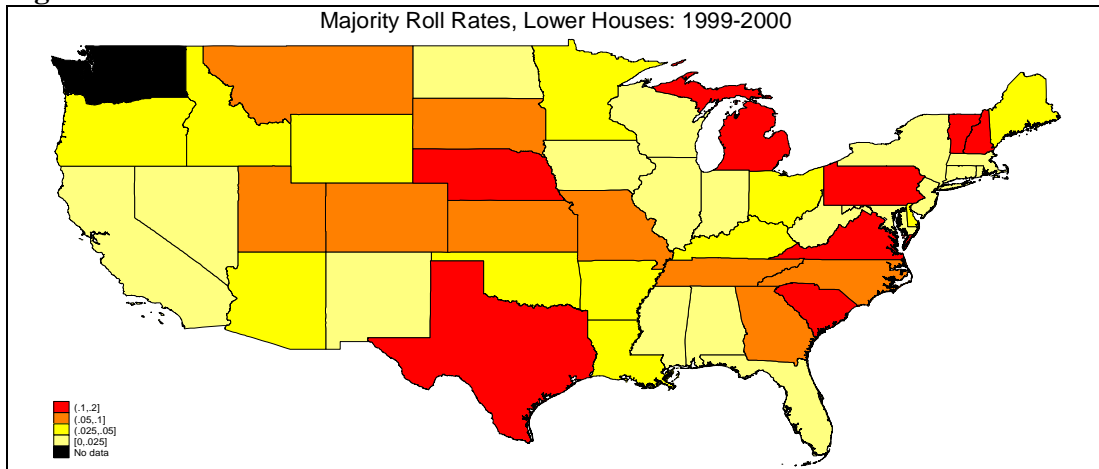 Majority Roll Rates, Lower Houses: 1999-2000
(.1,.2]
(.05,.1]
(.025,.05]
[0,.025]
No data